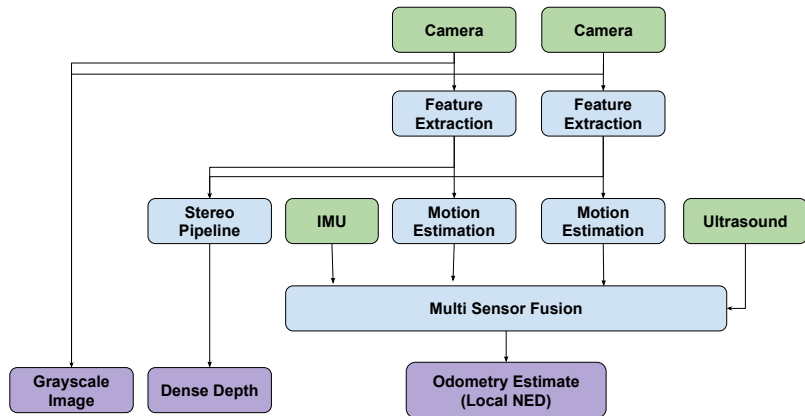 Camera
Camera
Feature
Extraction
Feature
Extraction
Stereo
Pipeline
IMU
Motion
Estimation
Motion
Estimation
Ultrasound
Multi Sensor Fusion
Grayscale
Image
Dense Depth
Odometry Estimate
(Local NED)